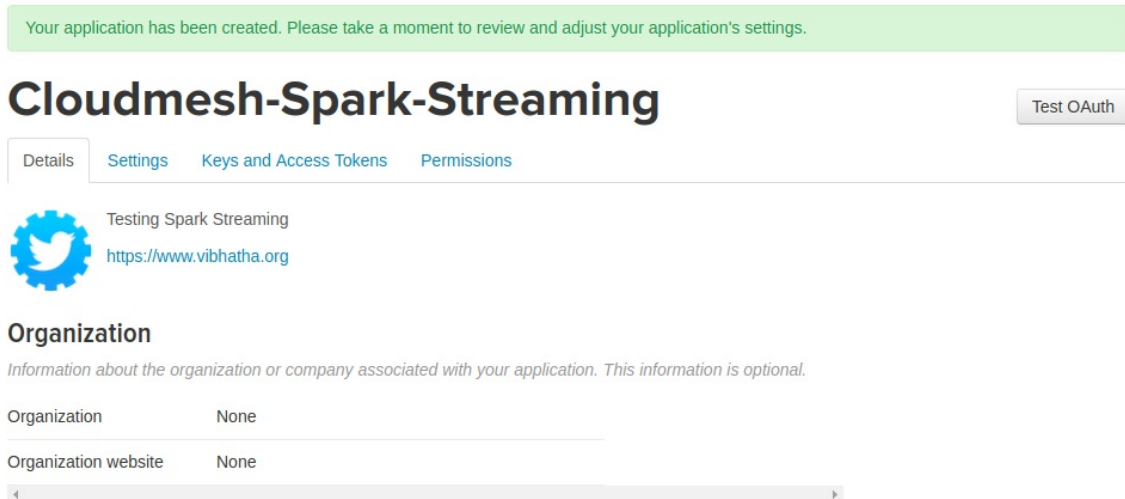 Your application has been created. Please take a moment to review and adjust your application's settings.
Cloudmesh-Spark-Streaming
Test OAuth
Details Settings Keys and Access Tokens Permissions
Testing Spark Streaming
https://www.vibhatha.org
Organization
Information about the organization or company associated with your application. This information is optional.
Organization None
Organization website None